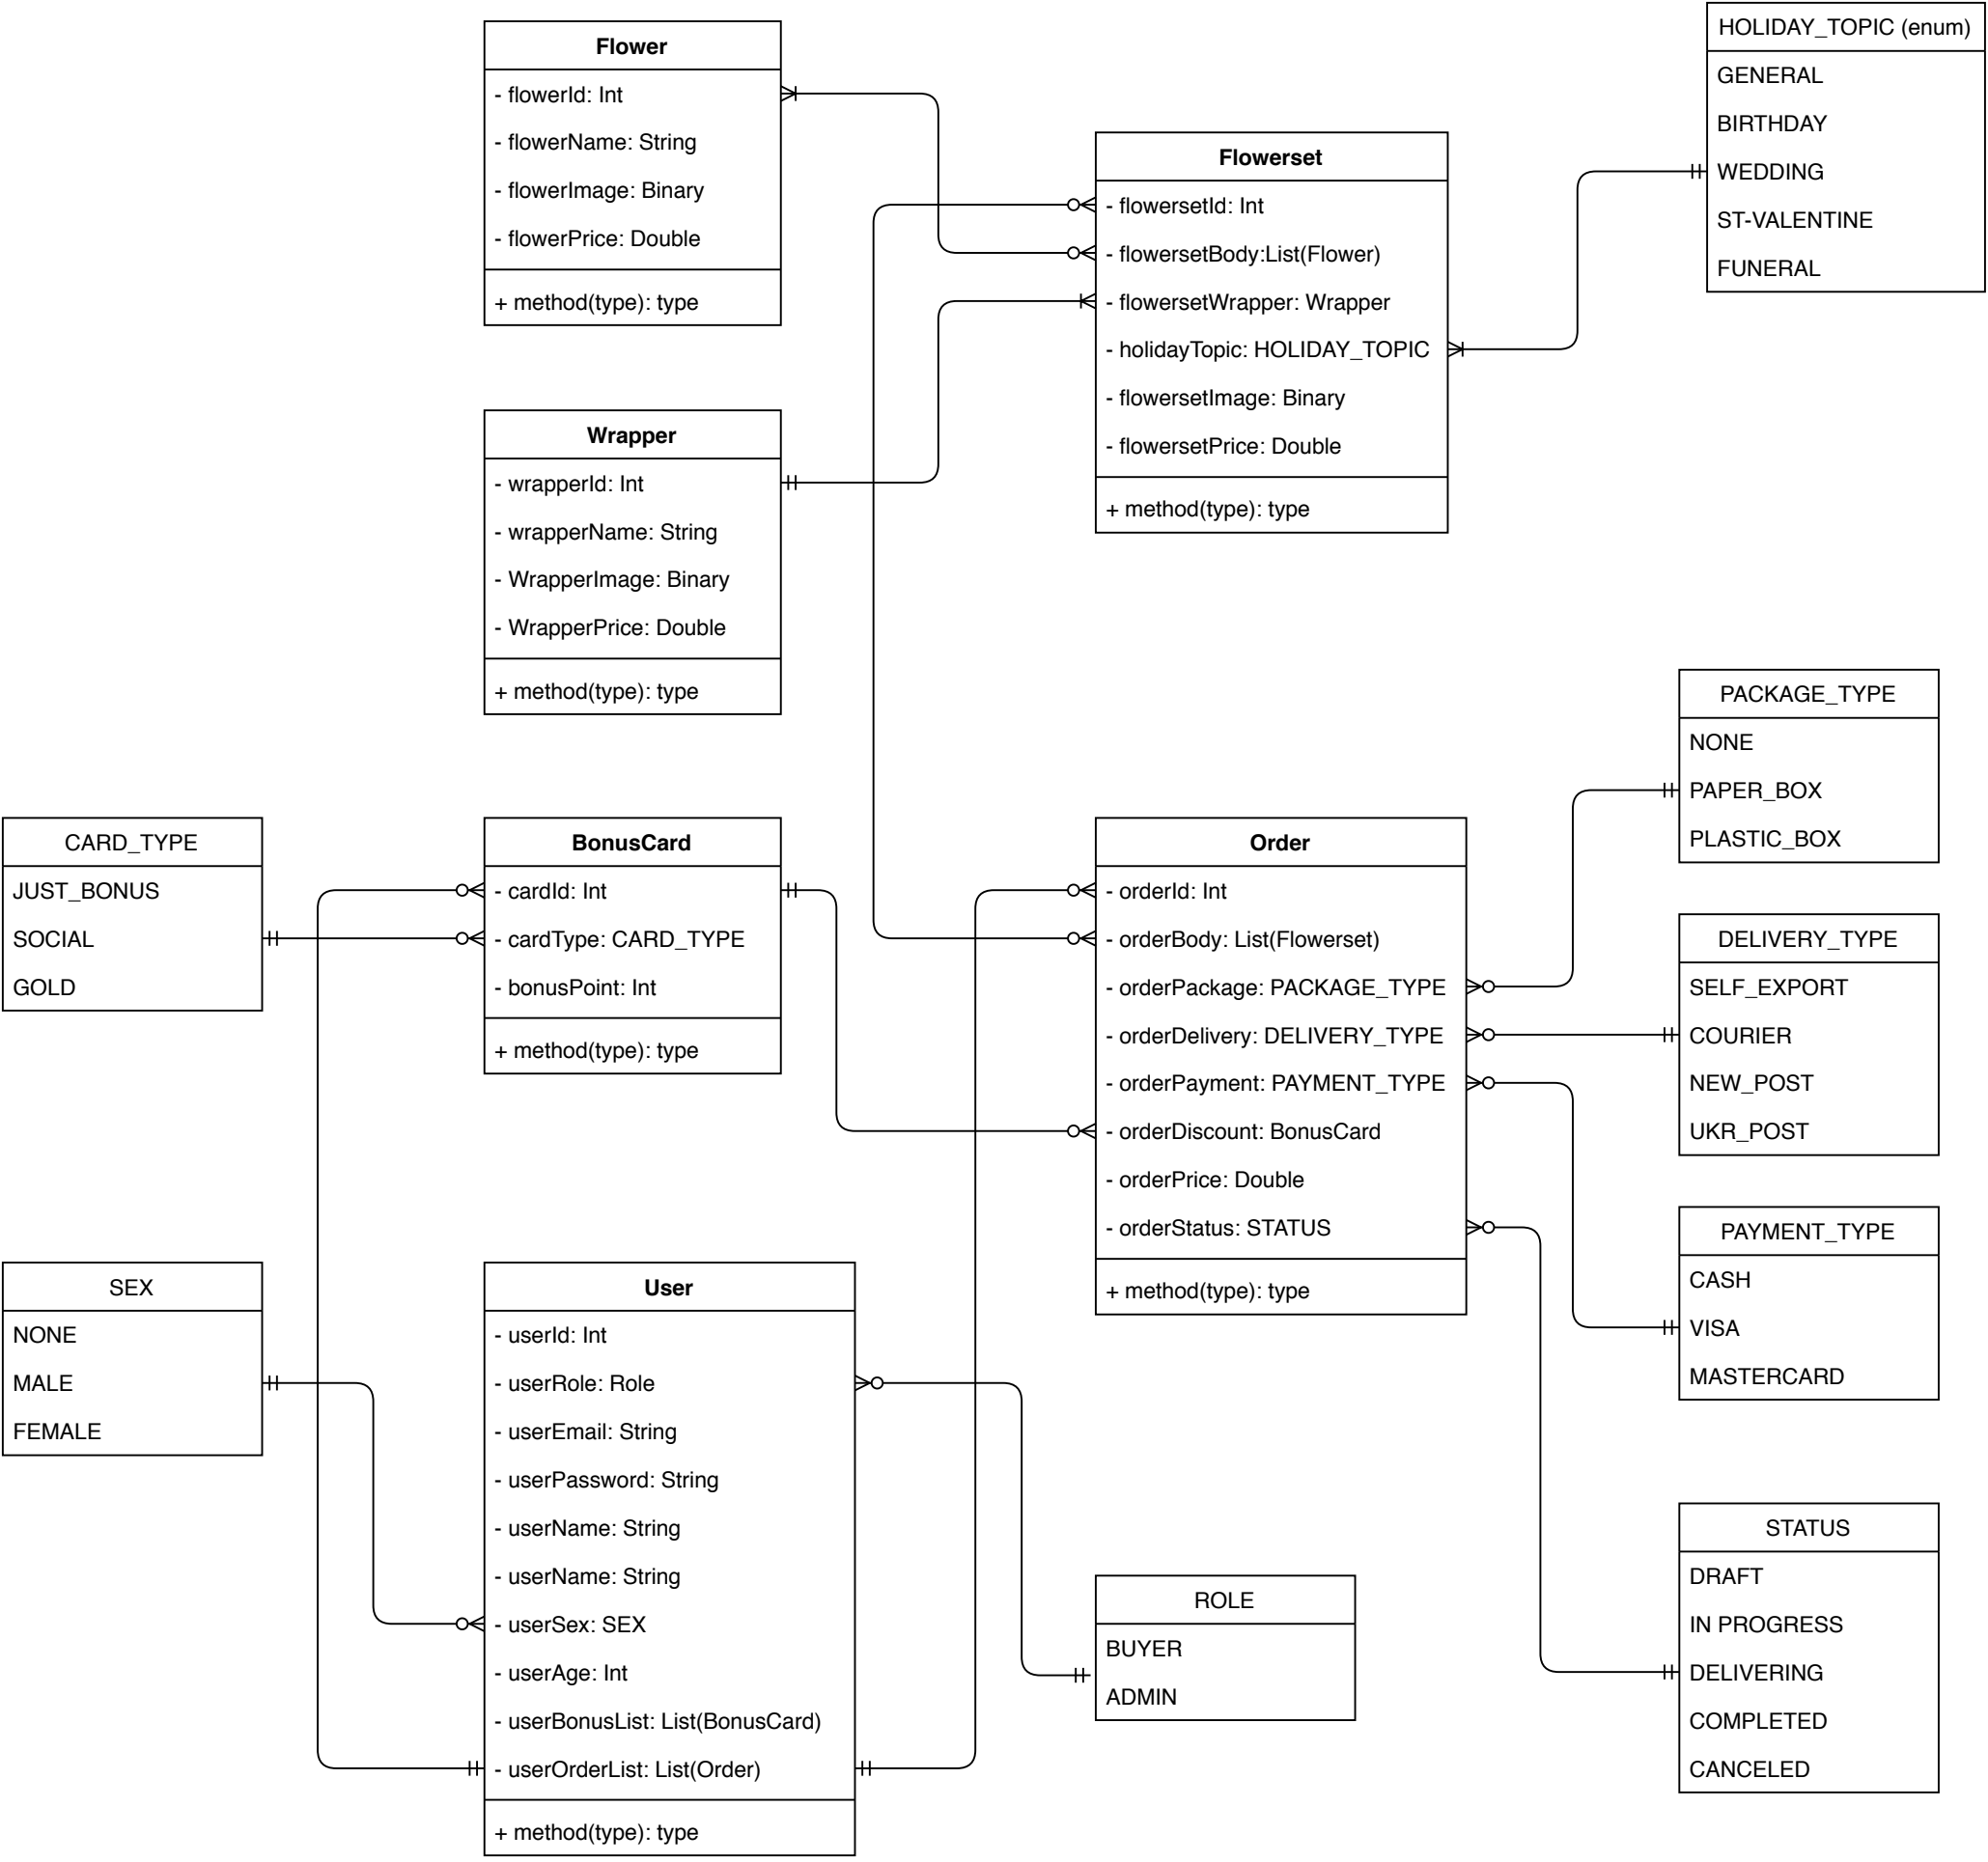 Flower
- flowerId: Int
- flowerName: String
- flowerImage: Binary
- flowerPrice: Double
+ method(type): type
Flowerset
- flowersetId: Int
- flowersetBody:List(Flower)
- flowersetWrapper: Wrapper
- holidayTopic: HOLIDAY_TOPIC
- flowersetImage: Binary
- flowersetPrice: Double
+ method(type): type
HOLIDAY_TOPIC (enum)
GENERAL
BIRTHDAY
WEDDING
ST-VALENTINE
FUNERAL
Wrapper
- wrapperId: Int
- wrapperName: String
- WrapperImage: Binary
- WrapperPrice: Double
+ method(type): type
CARD_TYPE
JUST_BONUS
SOCIAL
GOLD
BonusCard
- cardId: Int
- cardType: CARD_TYPE
- bonusPoint: Int
+ method(type): type
Order
- orderId: Int
- orderBody: List(Flowerset)
- orderPackage: PACKAGE_TYPE
- orderDelivery: DELIVERY_TYPE
- orderPayment: PAYMENT_TYPE
- orderDiscount: BonusCard
- orderPrice: Double
- orderStatus: STATUS
+ method(type): type
PACKAGE_TYPE
NONE
PAPER_BOX
PLASTIC_BOX
DELIVERY_TYPE
SELF_EXPORT
COURIER
NEW_POST
UKR_POST
PAYMENT_TYPE
CASH
VISA
MASTERCARD
SEX
NONE
MALE
FEMALE
User
- userId: Int
- userRole: Role
- userEmail: String
- userPassword: String
- userName: String
- userName: String
- userSex: SEX
- userAge: Int
- userBonusList: List(BonusCard)
- userOrderList: List(Order)
+ method(type): type
ROLE
BUYER
ADMIN
STATUS
DRAFT
IN PROGRESS
DELIVERING
COMPLETED
CANCELED